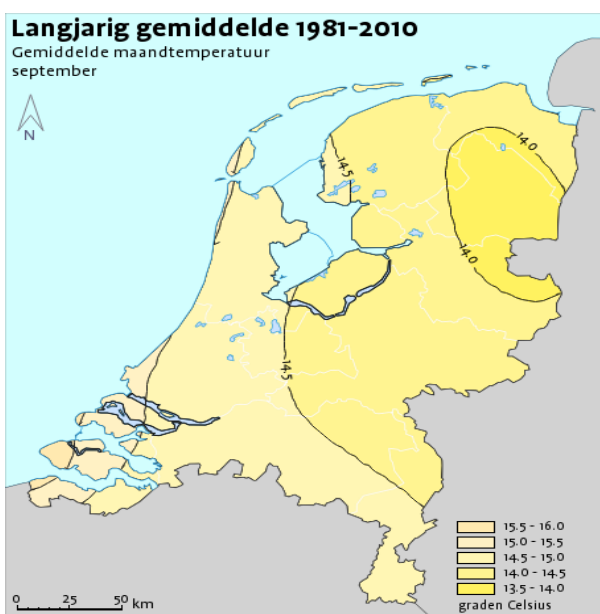 Langjarig gemiddelde 1981-2010
Gemiddelde maandtemperatuur
september
N
14.0
14.5
14.0
14.5
15.5 - 16.0
15.0 - 15.5
14.5 - 15.0
14.0 - 14.5
13.5 - 14.0
graden Celsius
0 25 50 km